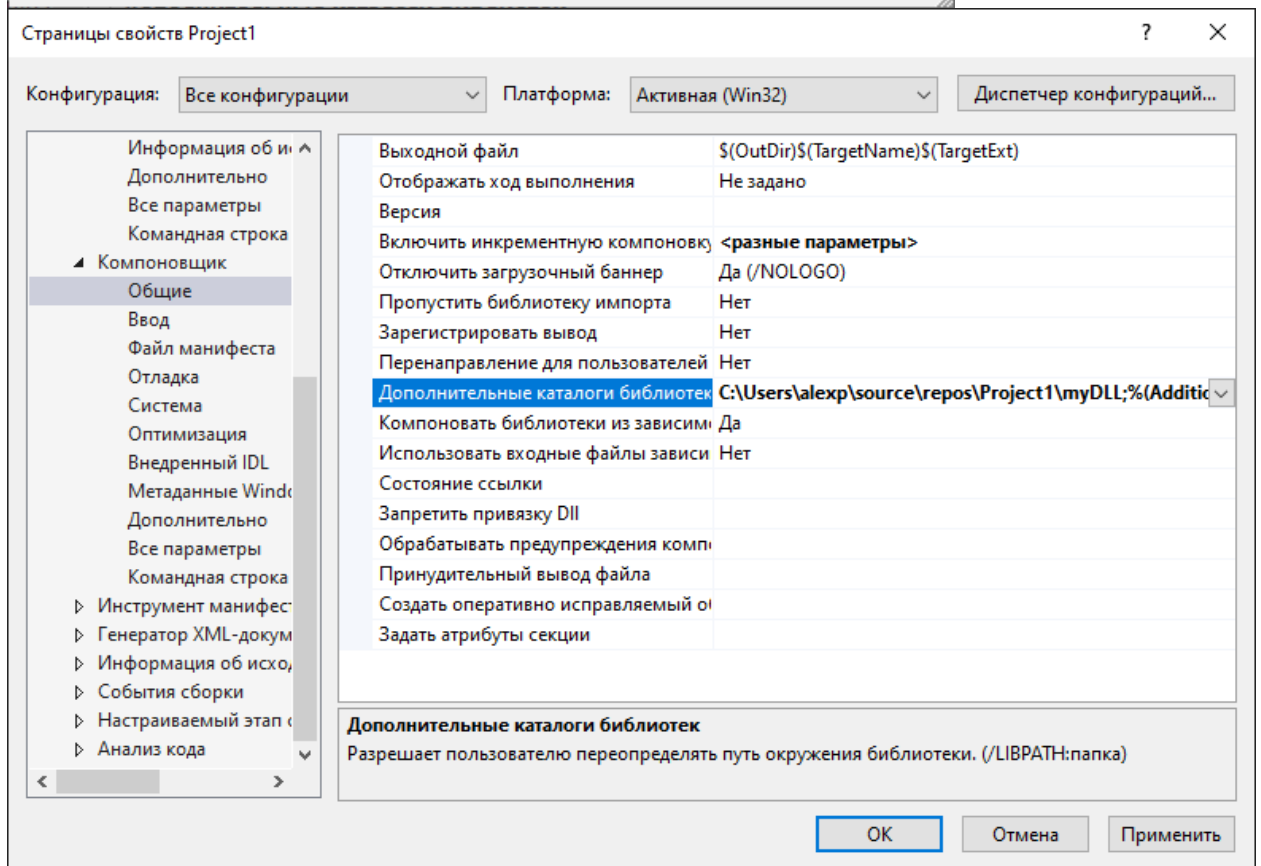 Страницы свойств Project1 ? ×
Конфигурация: Все конфигурации Платформа: Активная (Win32) Диспетчер конфигураций...
Информация об ис
Дополнительно
Все параметры
Командная строка
Компоновщик
Общие
Ввод
Файл манифеста
Отладка
Система
Оптимизация
Внедренный IDL
Метаданные Windo
Дополнительно
Все параметры
Командная строка
Инструмент манифест
Генератор XML-докум
Информация об исход
События сборки
Настраиваемый этап с
Анализ кода
Выходной файл $(OutDir)$(TargetName)$(TargetExt)
Отображать ход выполнения Не задано
Версия
Включить инкрементную компоновку <разные параметры>
Отключить загрузочный баннер Да (/NOLOGO)
Пропустить библиотеку импорта Нет
Зарегистрировать вывод Нет
Перенаправление для пользователей Нет
Дополнительные каталоги библиотек C:\Users\alexp\source\repos\Project1\myDLL;%(Additio
Компоновать библиотеки из зависимо Да
Использовать входные файлы зависи Нет
Состояние ссылки
Запретить привязку Dll
Обрабатывать предупреждения компо
Принудительный вывод файла
Создать оперативно исправляемый об
Задать атрибуты секции
Дополнительные каталоги библиотек
Разрешает пользователю переопределять путь окружения библиотеки. (/LIBPATH:папка)
ОК Отмена Применить